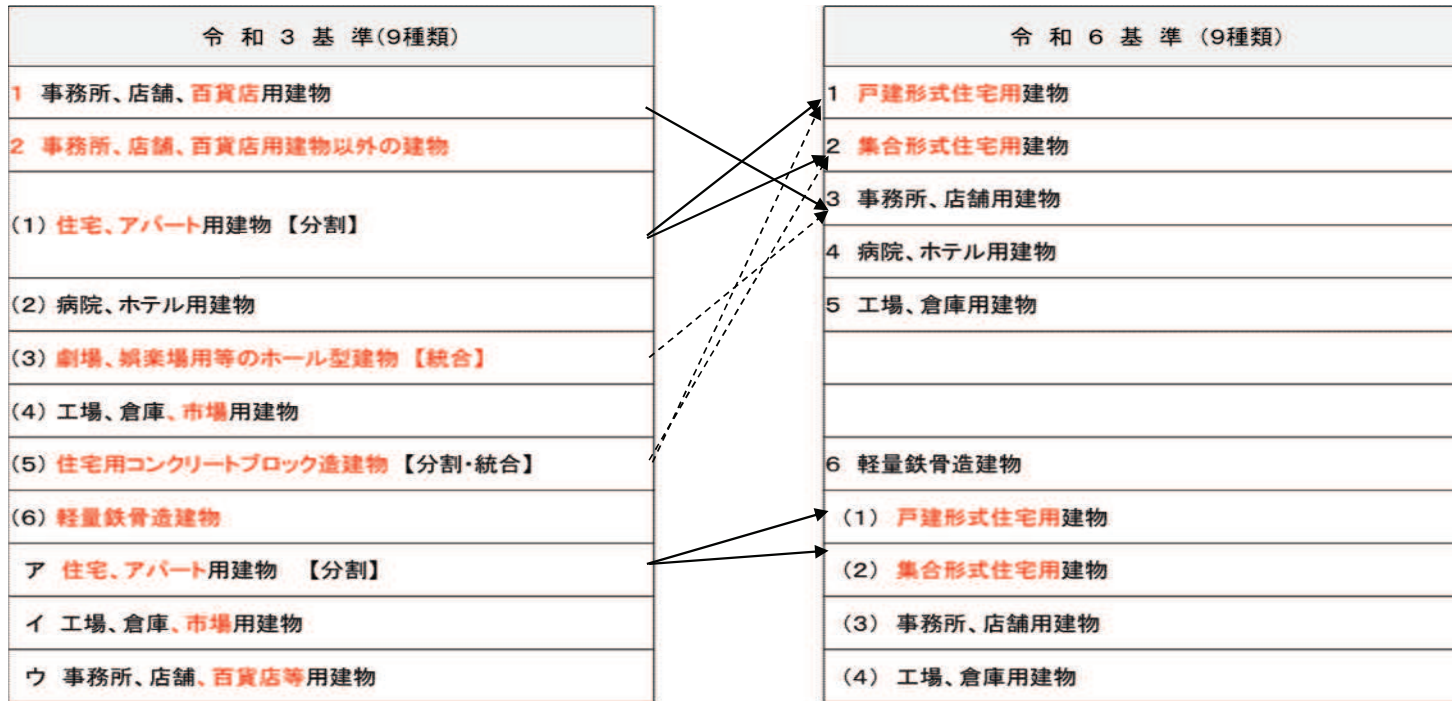 令和3基準(9種類)
1 事務所、店舗、百貨店用建物
2 事務所、店舗、百貨店用建物以外の建物
(1) 住宅、アパート用建物 【分割】
(2) 病院、ホテル用建物
(3) 劇場、娯楽場用等のホール型建物 【統合】
(4) 工場、倉庫、市場用建物
(5) 住宅用コンクリートブロック造建物 【分割・統合】
(6) 軽量鉄骨造建物
ア 住宅、アパート用建物 【分割】
イ 工場、倉庫、市場用建物
ウ 事務所、店舗、百貨店等用建物
令和6基準(9種類)
1 戸建形式住宅用建物
2 集合形式住宅用建物
3 事務所、店舗用建物
4 病院、ホテル用建物
5 工場、倉庫用建物
6 軽量鉄骨造建物
(1) 戸建形式住宅用建物
(2) 集合形式住宅用建物
(3) 事務所、店舗用建物
(4) 工場、倉庫用建物